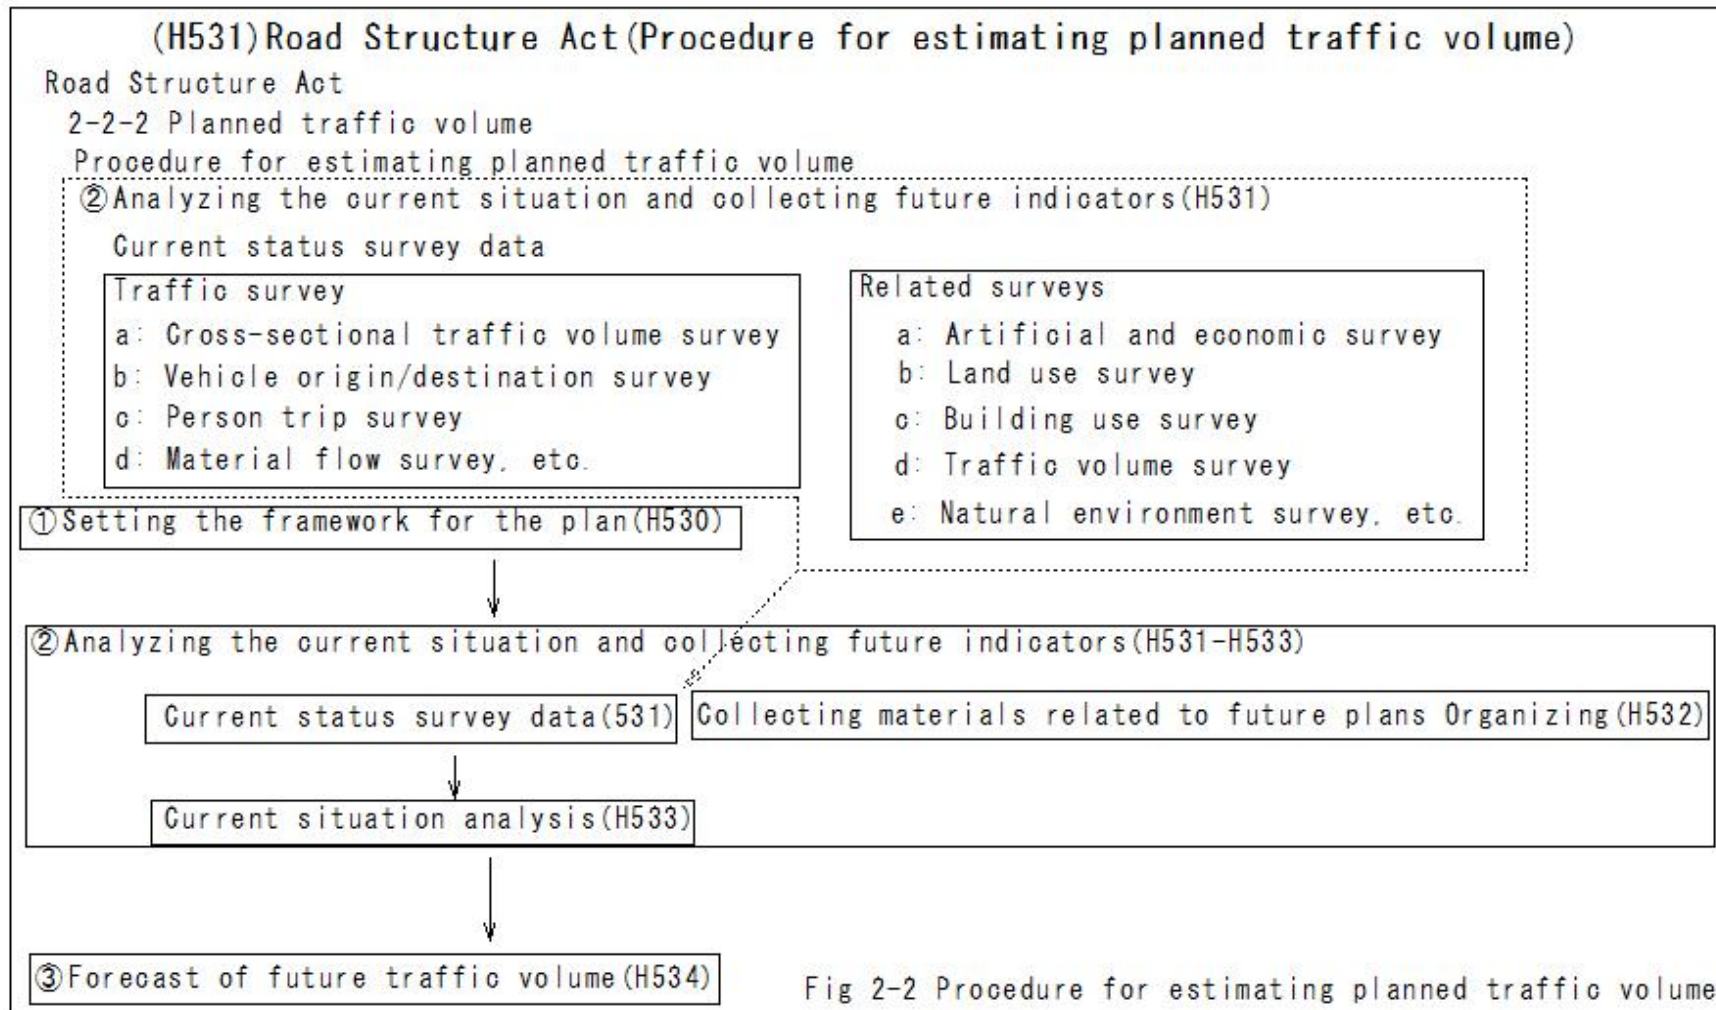 (H531)Road Structure Act(Procedure for estimating planned traffic volume)
Road Structure Act
2-2-2 Planned traffic volume
Procedure for estimating planned traffic volume
②Analyzing the current situation and collecting future indicators(H531)
Current status survey data
Traffic survey
a: Cross-sectional traffic volume survey
b: Vehicle origin/destination survey
c: Person trip survey
d: Material flow survey, etc.
Related surveys
a: Artificial and economic survey
b: Land use survey
c: Building use survey
d: Traffic volume survey
e: Natural environment survey, etc.
①Setting the framework for the plan(H530)
②Analyzing the current situation and collecting future indicators(H531-H533)
Current status survey data(531)
Collecting materials related to future plans Organizing(H532)
Current situation analysis(H533)
③Forecast of future traffic volume(H534)
Fig 2-2 Procedure for estimating planned traffic volume